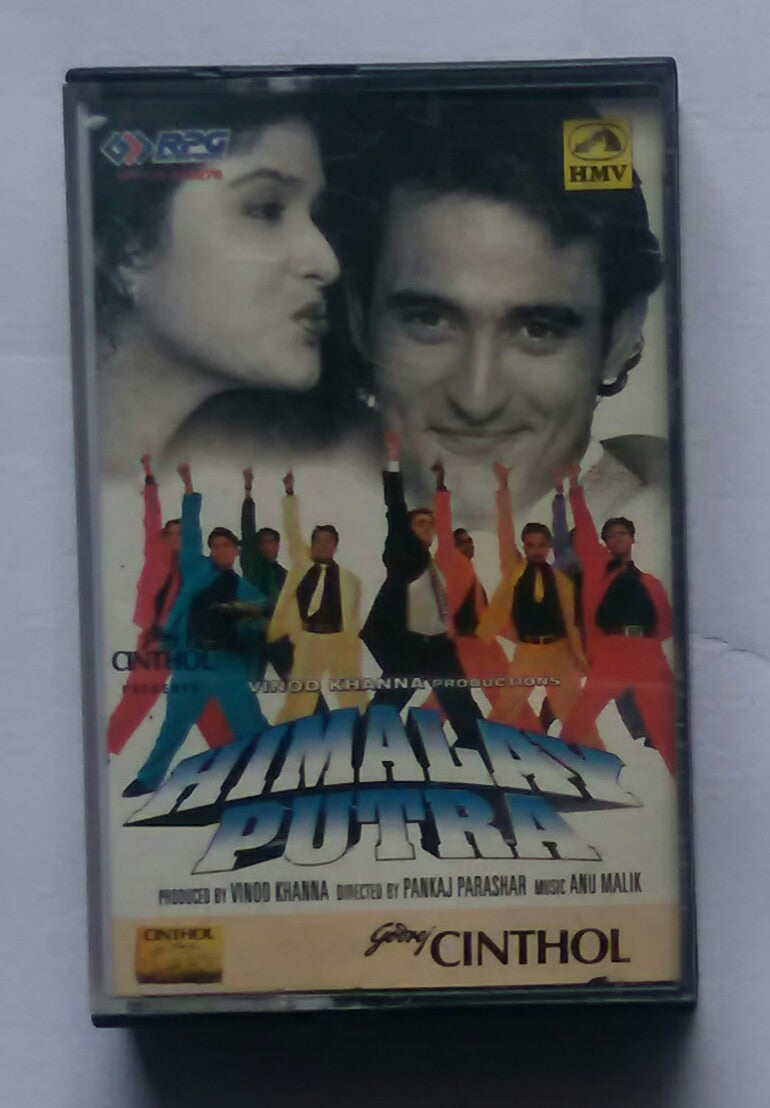 RPG
HMV
CINTHOL
PRESENTS
VINOD KHANNA PRODUCTIONS
HIMALAY
PUTRA
PRODUCED BY VINOD KHANNA DIRECTED BY PANKAJ PARASHAR MUSIC ANU MALIK
CINTHOL
Godrej CINTHOL